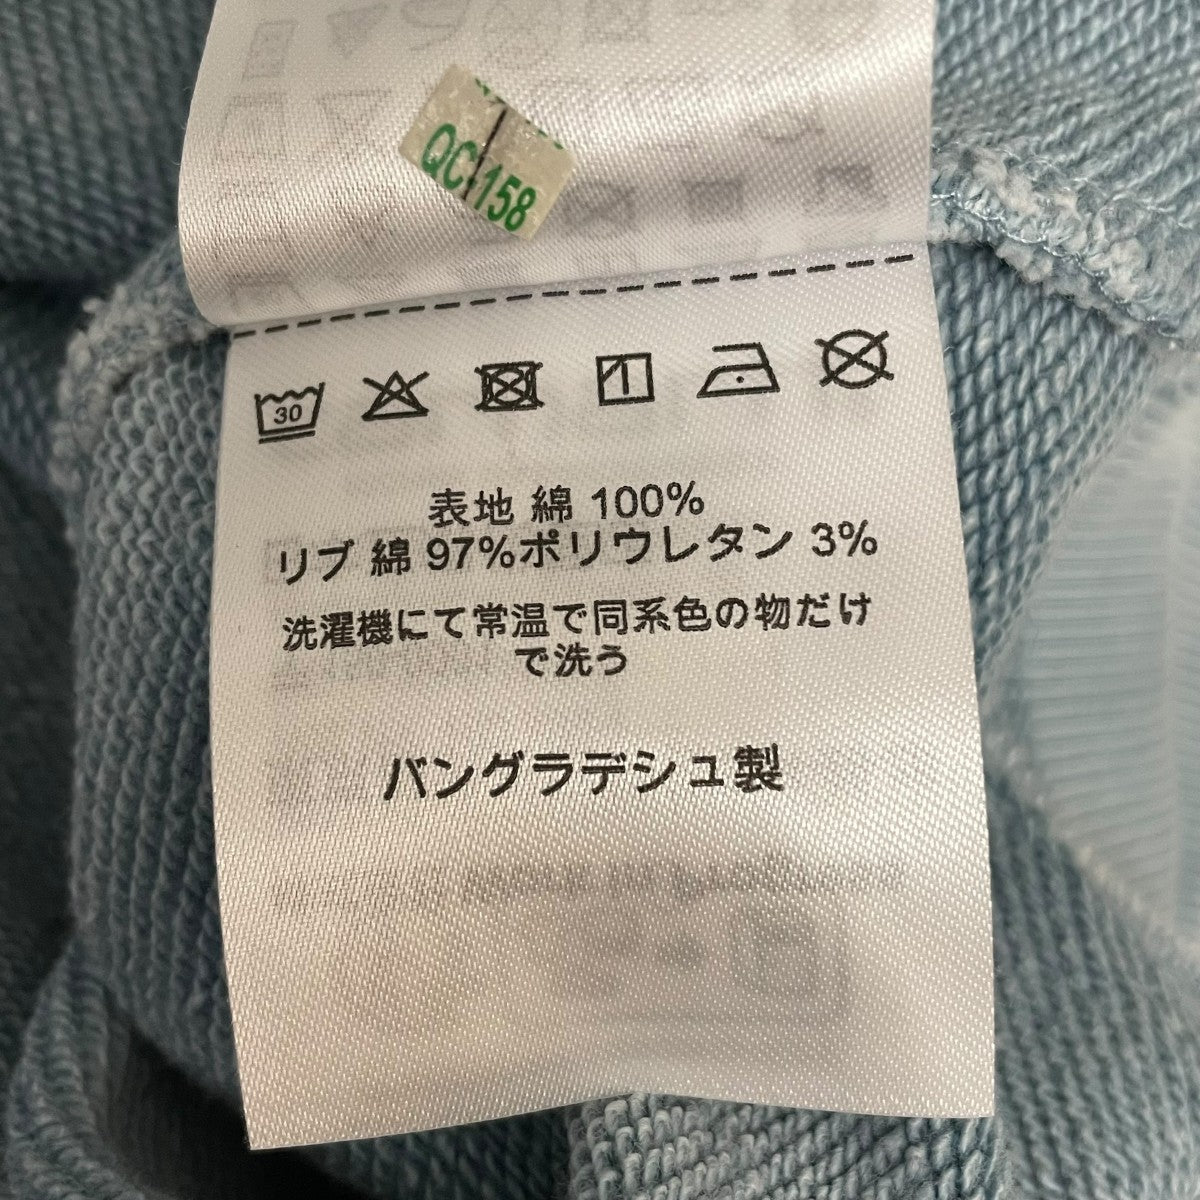 QC-158
30
表地 綿 100%
リブ 綿 97%ポリウレタン 3%
洗濯機にて常温で同系色の物だけ
で洗う
バングラデシュ製